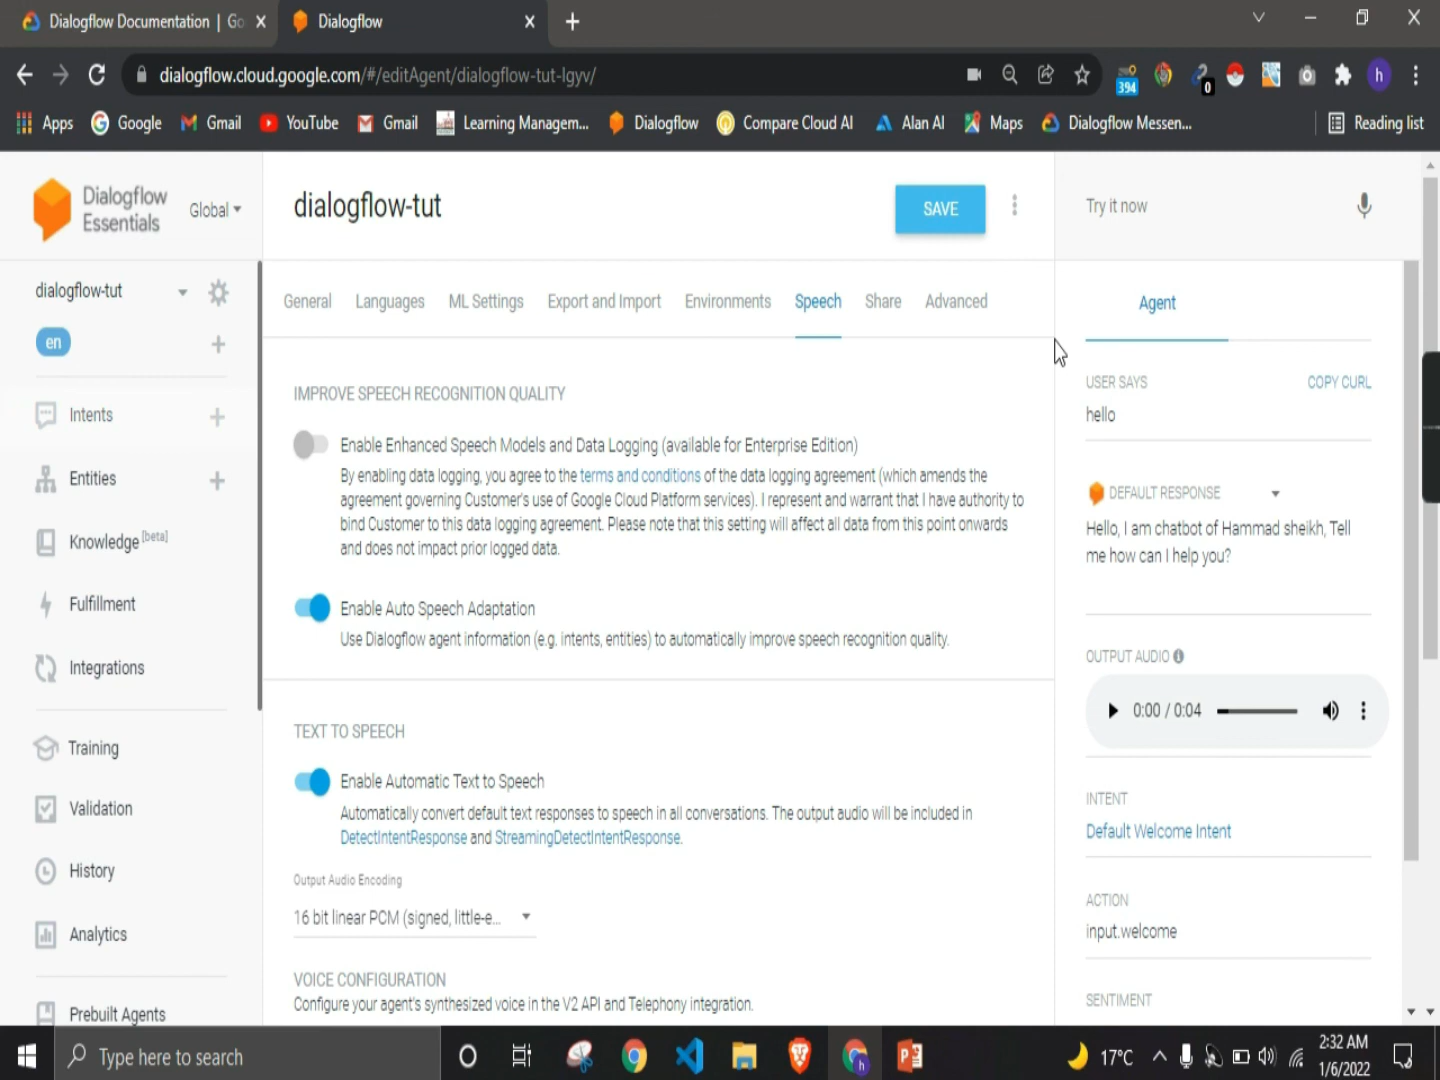 Dialogflow Documentation | Go
Dialogflow
dialogflow.cloud.google.com/#/editAgent/dialogflow-tut-lgyv/
394
0
h
Apps
Google
Gmail
YouTube
Gmail
Learning Managem...
Dialogflow
Compare Cloud AI
Alan AI
Maps
Dialogflow Messen...
Reading list
Dialogflow
Essentials
Global
dialogflow-tut
SAVE
Try it now
dialogflow-tut
en
Intents
Entities
Knowledge [beta]
Fulfillment
Integrations
Training
Validation
History
Analytics
Prebuilt Agents
General
Languages
ML Settings
Export and Import
Environments
Speech
Share
Advanced
IMPROVE SPEECH RECOGNITION QUALITY
Enable Enhanced Speech Models and Data Logging (available for Enterprise Edition)
By enabling data logging, you agree to the terms and conditions of the data logging agreement (which amends the
agreement governing Customer's use of Google Cloud Platform services). I represent and warrant that I have authority to
bind Customer to this data logging agreement. Please note that this setting will affect all data from this point onwards
and does not impact prior logged data.
Enable Auto Speech Adaptation
Use Dialogflow agent information (e.g. intents, entities) to automatically improve speech recognition quality.
TEXT TO SPEECH
Enable Automatic Text to Speech
Automatically convert default text responses to speech in all conversations. The output audio will be included in
DetectIntentResponse and StreamingDetectIntentResponse.
Output Audio Encoding
16 bit linear PCM (signed, little-e...
VOICE CONFIGURATION
Configure your agent's synthesized voice in the V2 API and Telephony integration.
Agent
USER SAYS
COPY CURL
hello
DEFAULT RESPONSE
Hello, I am chatbot of Hammad sheikh, Tell
me how can I help you?
OUTPUT AUDIO
0:00 / 0:04
INTENT
Default Welcome Intent
ACTION
input.welcome
SENTIMENT
Type here to search
h
17°C
2:32 AM
1/6/2022